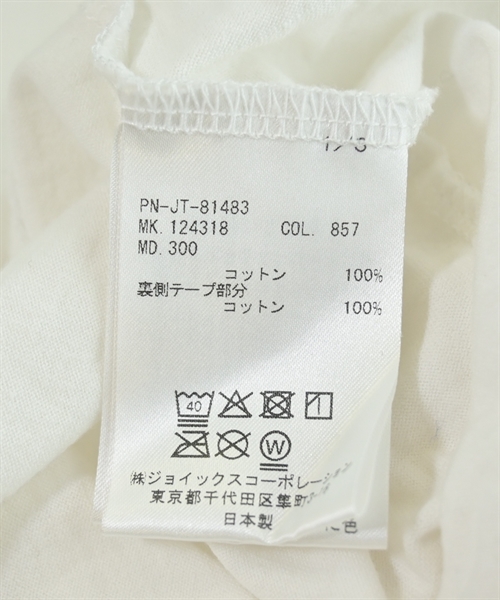 PN-JT-81483
MK. 124318 COL. 857
MD. 300
コットン 100%
裏側テープ部分
コットン 100%
40
W
㈱ジョイックスコーポレーション
東京都千代田区隼町
日本製 色